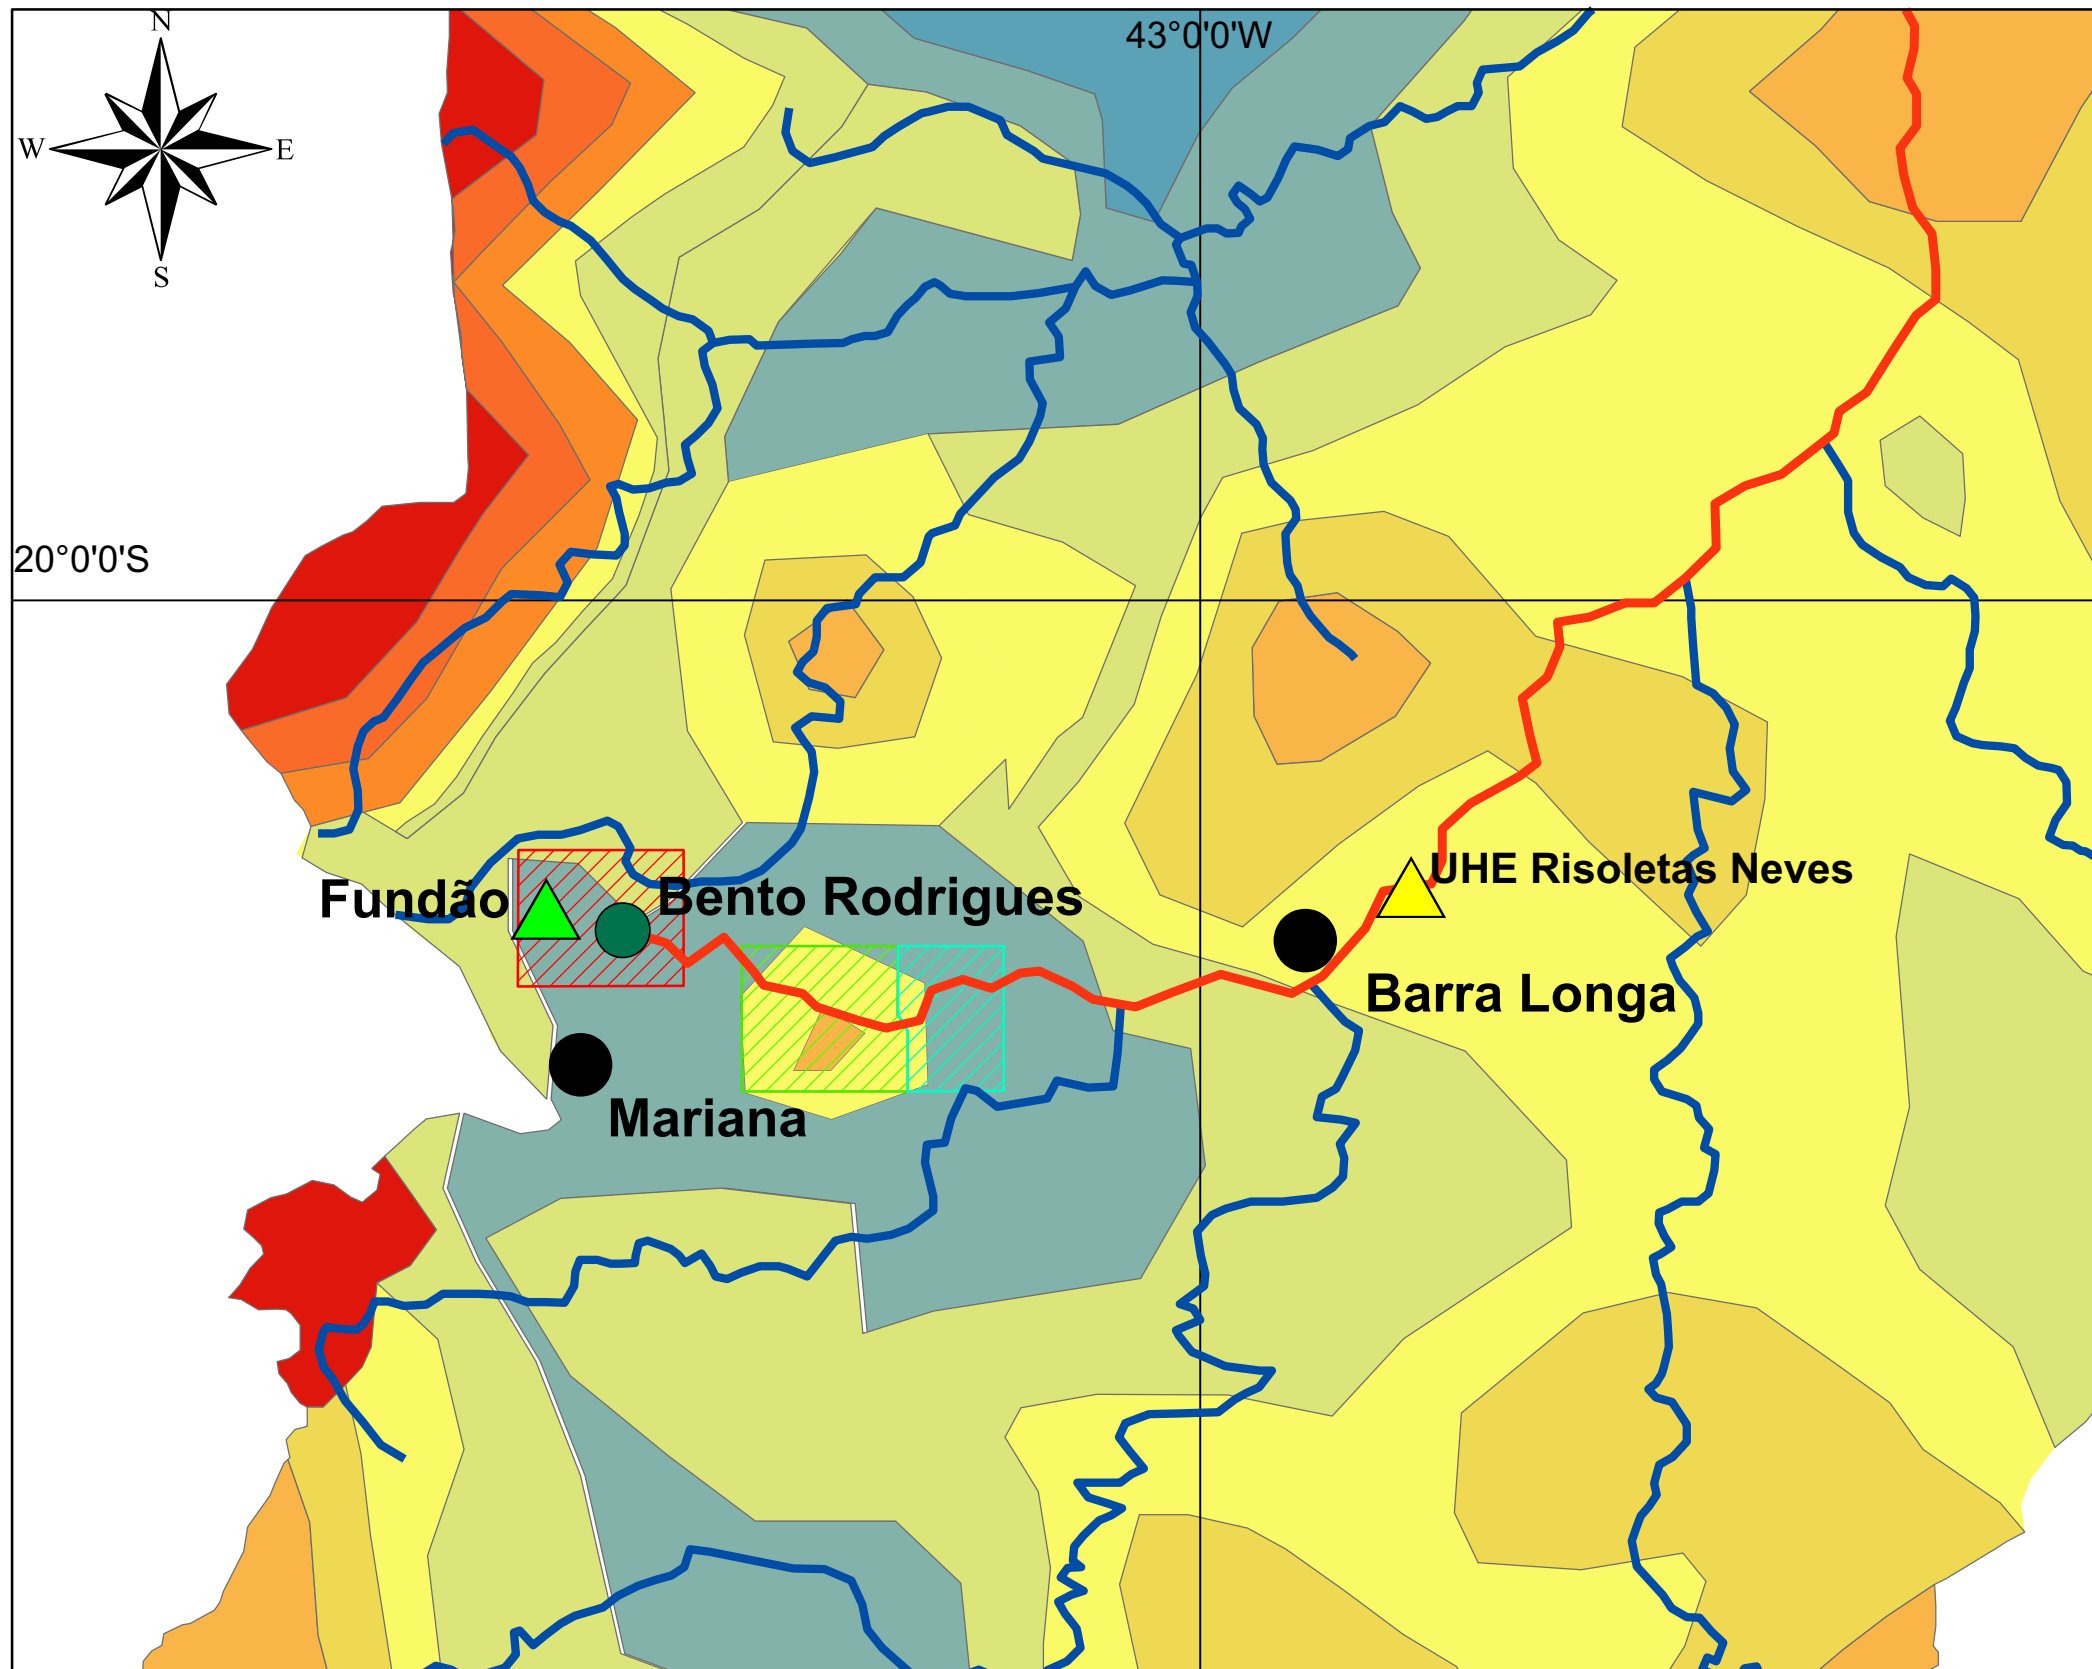 N
43°0'0'W
W
E
S
20°0'0'S
UHE Risoletas Neves
Fundão
Bento Rodrigues
Barra Longa
Mariana